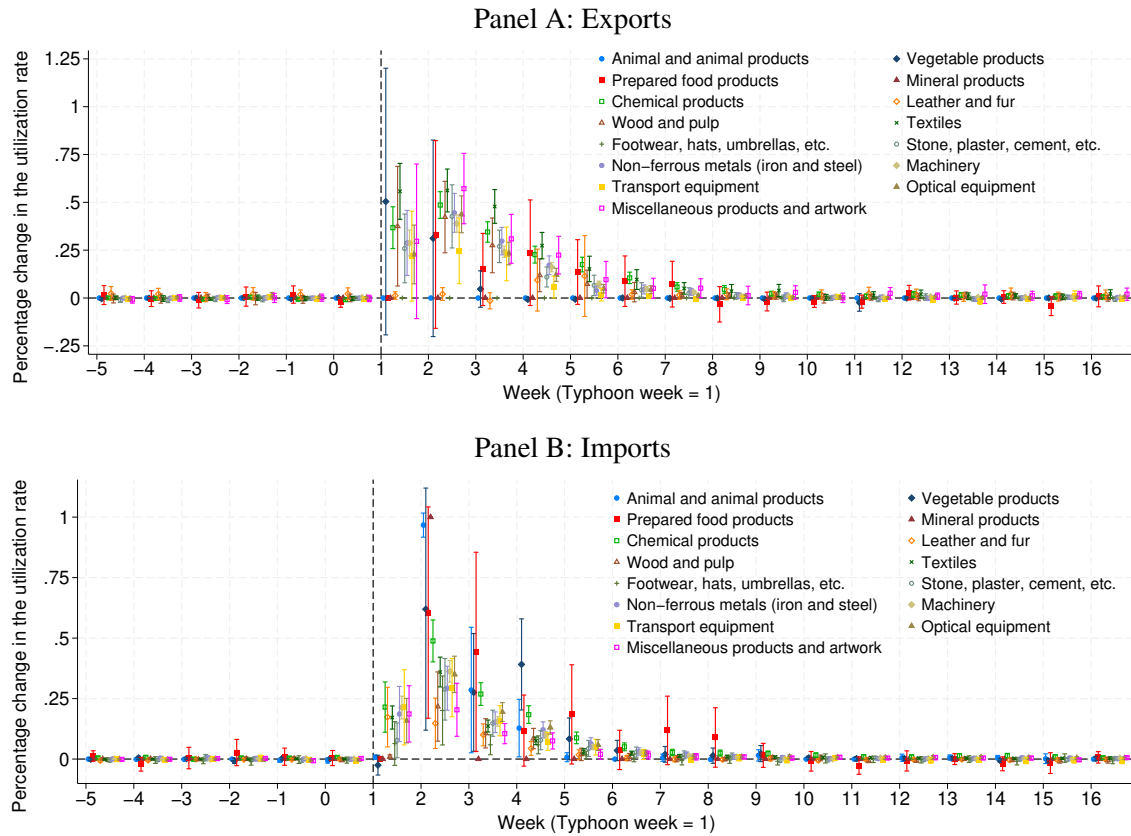 Panel A: Exports
Percentage change in the utilization rate
1.25
1
.75
.5
.25
0
-.25
Animal and animal products
Vegetable products
Prepared food products
Mineral products
Chemical products
Leather and fur
Wood and pulp
Textiles
Footwear, hats, umbrellas, etc.
Stone, plaster, cement, etc.
Non-ferrous metals (iron and steel)
Machinery
Transport equipment
Optical equipment
Miscellaneous products and artwork
−5 −4 −3 −2 −1 0 1 2 3 4 5 6 7 8 9 10 11 12 13 14 15 16
Week (Typhoon week = 1)
Panel B: Imports
Percentage change in the utilization rate
1
.75
.5
.25
0
Animal and animal products
Vegetable products
Prepared food products
Mineral products
Chemical products
Leather and fur
Wood and pulp
Textiles
Footwear, hats, umbrellas, etc.
Stone, plaster, cement, etc.
Non-ferrous metals (iron and steel)
Machinery
Transport equipment
Optical equipment
Miscellaneous products and artwork
−5 −4 −3 −2 −1 0 1 2 3 4 5 6 7 8 9 10 11 12 13 14 15 16
Week (Typhoon week = 1)